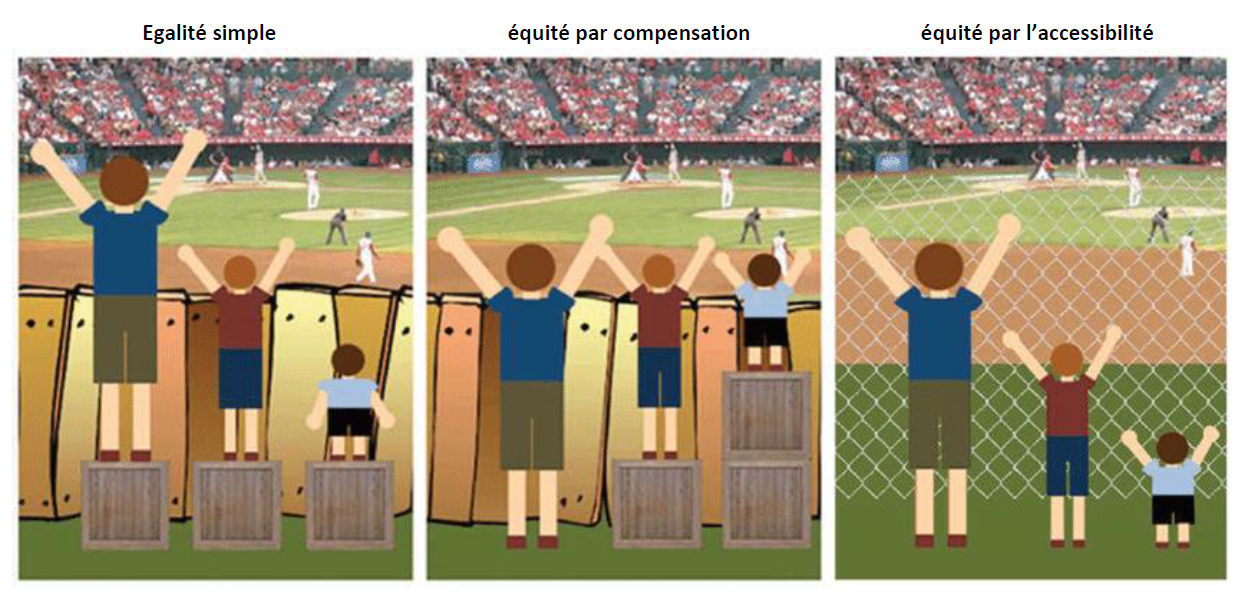 Egalité simple
équité par compensation
équité par l’accessibilité